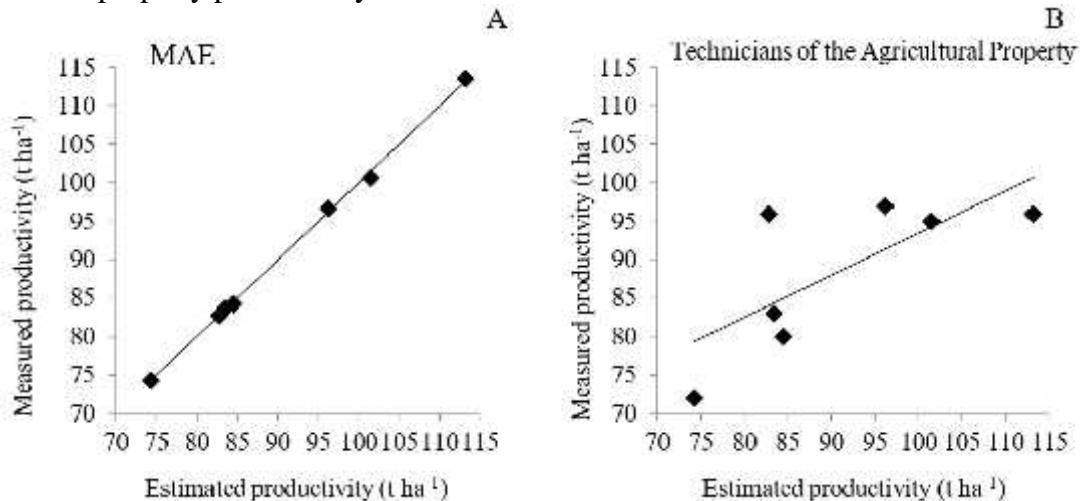 A
B
MAE
Technicians of the Agricultural Property
Measured productivity (t ha⁻¹)
115
110
105
100
95
90
85
80
75
70
70 75 80 85 90 95 100 105 110 115
Estimated productivity (t ha⁻¹)
Measured productivity (t ha⁻¹)
115
110
105
100
95
90
85
80
75
70
70 75 80 85 90 95 100 105 110 115
Estimated productivity (t ha⁻¹)